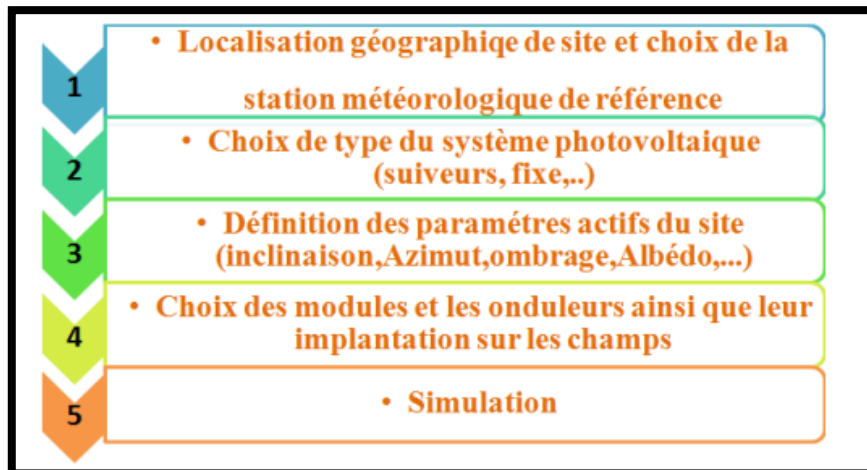 1
• Localisation géographiqe de site et choix de la
station météorologique de référence
2
• Choix de type du système photovoltaique
(suiveurs, fixe,..)
3
• Définition des paramétres actifs du site
(inclinaison,Azimut,ombrage,Albédo,...)
4
• Choix des modules et les onduleurs ainsi que leur
implantation sur les champs
5
• Simulation